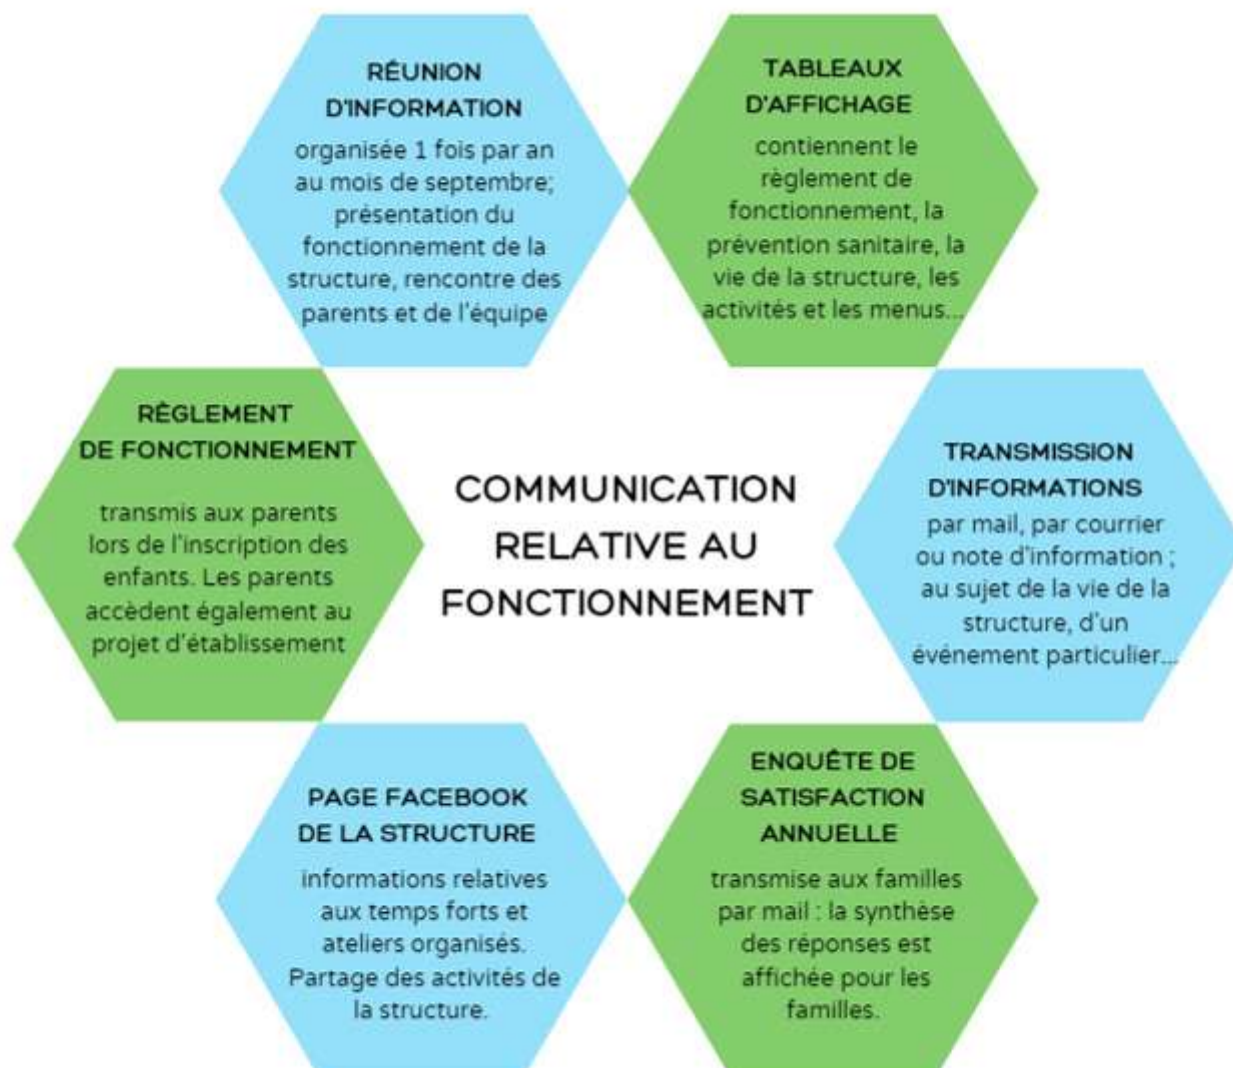 RÉUNION
D'INFORMATION
organisée 1 fois par an
au mois de septembre;
présentation du
fonctionnement de la
structure, rencontre des
parents et de l'équipe
TABLEAUX
D'AFFICHAGE
contiennent le
règlement de
fonctionnement, la
prévention sanitaire, la
vie de la structure, les
activités et les menus...
RÈGLEMENT
DE FONCTIONNEMENT
transmis aux parents
lors de l'inscription des
enfants. Les parents
accèdent également au
projet d'établissement
COMMUNICATION
RELATIVE AU
FONCTIONNEMENT
TRANSMISSION
D'INFORMATIONS
par mail, par courrier
ou note d'information ;
au sujet de la vie de la
structure, d'un
événement particulier...
PAGE FACEBOOK
DE LA STRUCTURE
informations relatives
aux temps forts et
ateliers organisés.
Partage des activités de
la structure.
ENQUÊTE DE
SATISFACTION
ANNUELLE
transmise aux familles
par mail : la synthèse
des réponses est
affichée pour les
familles.